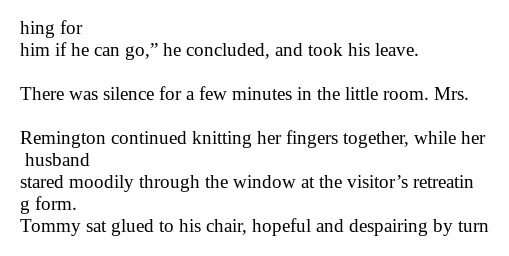 hing for
him if he can go,” he concluded, and took his leave.
There was silence for a few minutes in the little room. Mrs.
Remington continued knitting her fingers together, while her
husband
stared moodily through the window at the visitor’s retreatin
g form.
Tommy sat glued to his chair, hopeful and despairing by turn